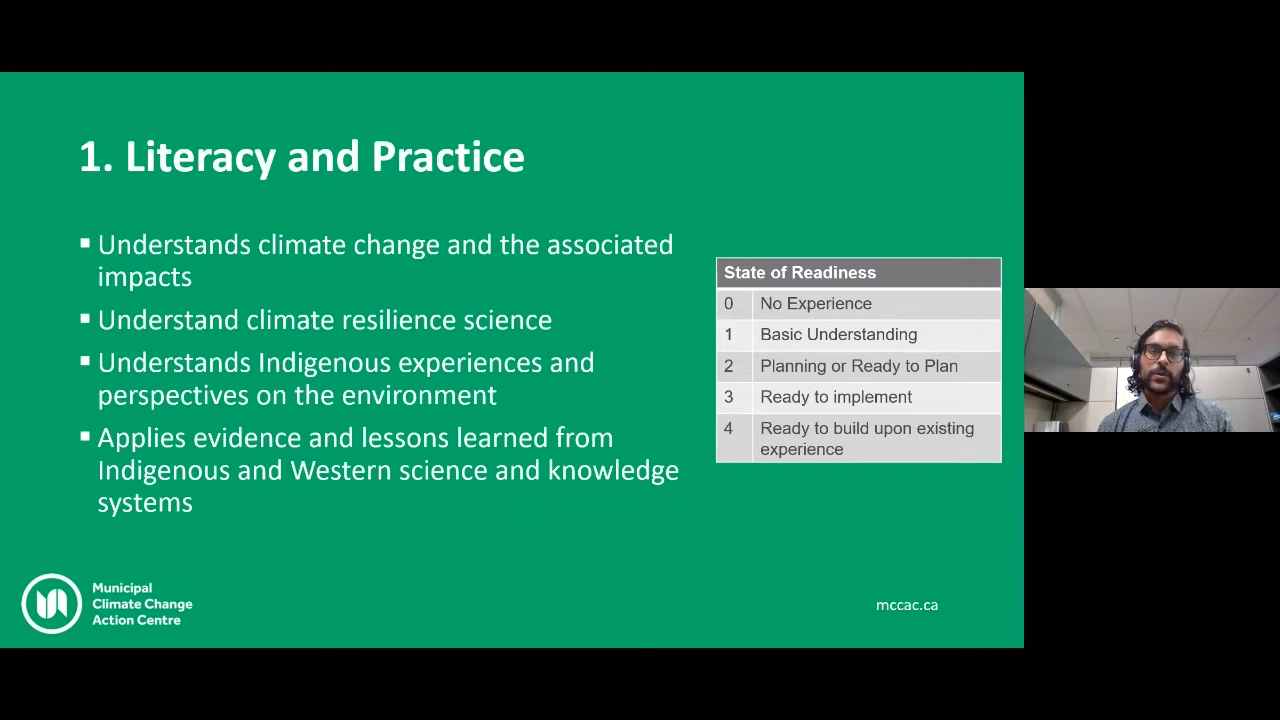 1. Literacy and Practice
▪ Understands climate change and the associated
impacts
▪ Understand climate resilience science
▪ Understands Indigenous experiences and
perspectives on the environment
▪ Applies evidence and lessons learned from
Indigenous and Western science and knowledge
systems
State of Readiness
0 No Experience
1 Basic Understanding
2 Planning or Ready to Plan
3 Ready to implement
4 Ready to build upon existing
experience
Municipal
Climate Change
Action Centre
mccac.ca